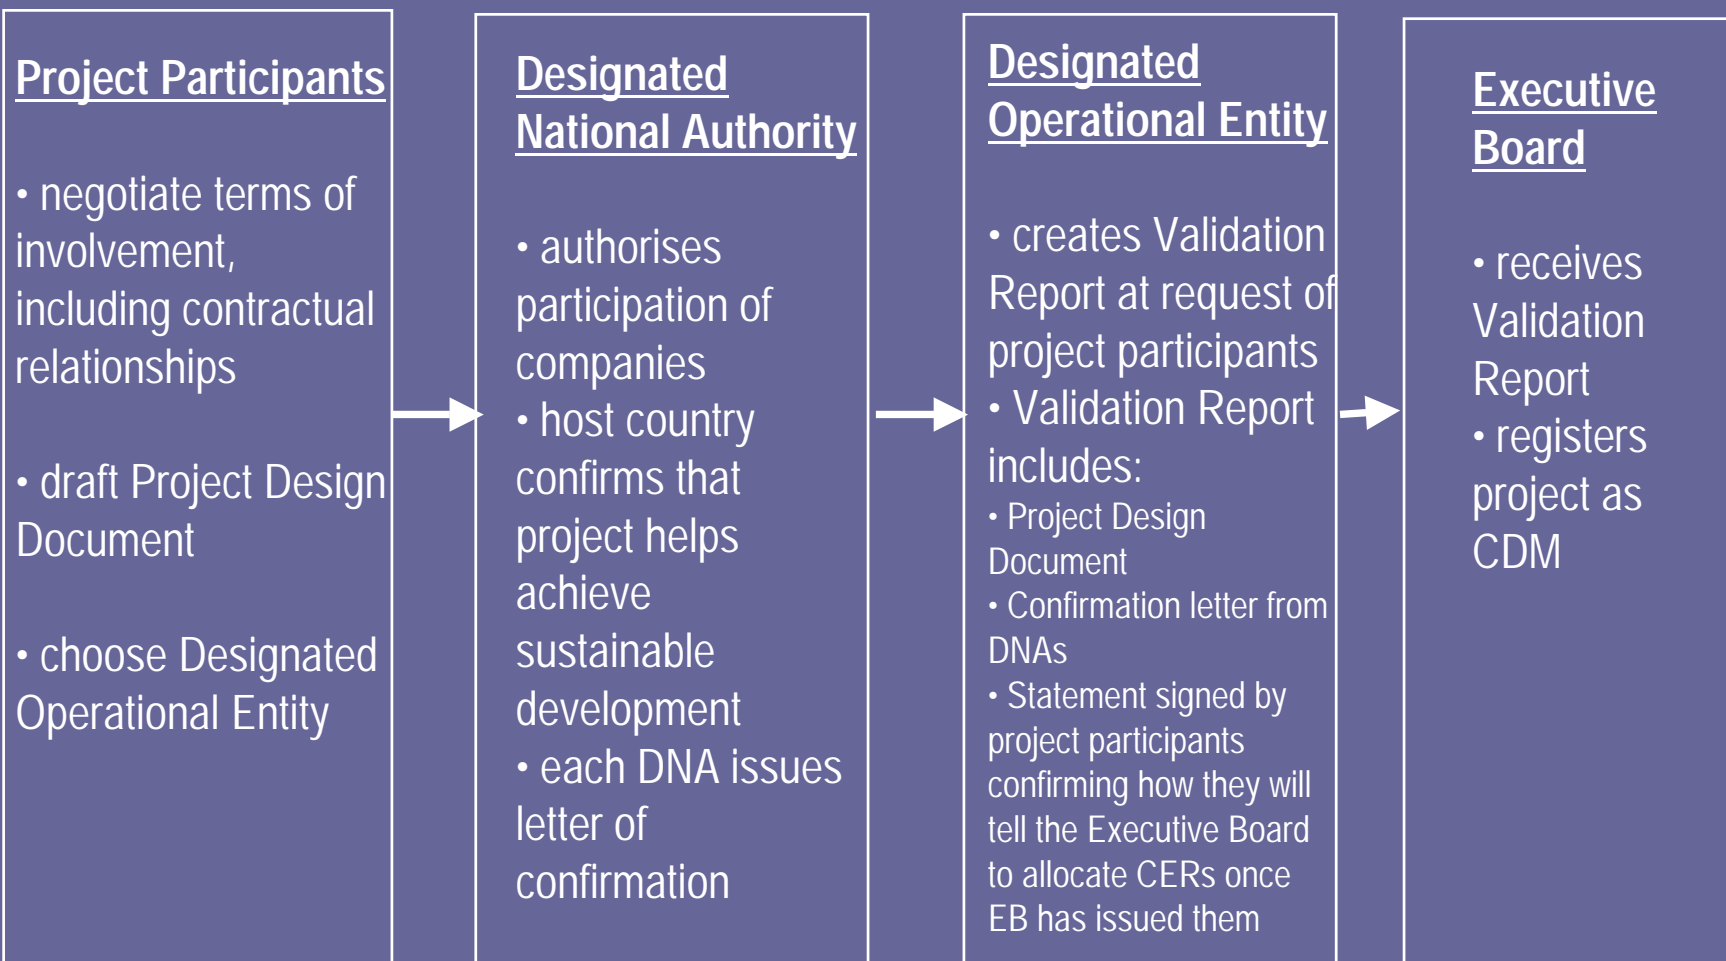 Project Participants
• negotiate terms of
involvement,
including contractual
relationships
• draft Project Design
Document
• choose Designated
Operational Entity
Designated
National Authority
• authorises
participation of
companies
• host country
confirms that
project helps
achieve
sustainable
development
• each DNA issues
letter of
confirmation
Designated
Operational Entity
• creates Validation
Report at request of
project participants
• Validation Report
includes:
• Project Design
Document
• Confirmation letter from
DNAs
• Statement signed by
project participants
confirming how they will
tell the Executive Board
to allocate CERs once
EB has issued them
Executive
Board
• receives
Validation
Report
• registers
project as
CDM